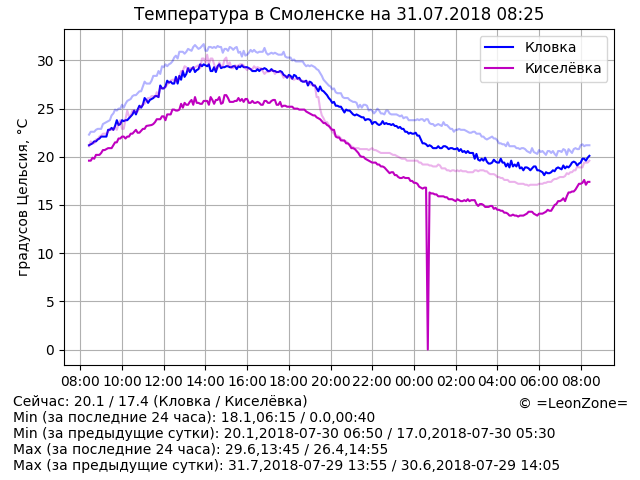 Температура в Смоленске на 31.07.2018 08:25
Кловка
Киселёвка
градусов Цельсия, °C
30
25
20
15
10
5
0
08:00 10:00 12:00 14:00 16:00 18:00 20:00 22:00 00:00 02:00 04:00 06:00 08:00
Сейчас: 20.1 / 17.4 (Кловка / Киселёвка)
© =LeonZone=
Min (за последние 24 часа): 18.1,06:15 / 0.0,00:40
Min (за предыдущие сутки): 20.1,2018-07-30 06:50 / 17.0,2018-07-30 05:30
Max (за последние 24 часа): 29.6,13:45 / 26.4,14:55
Max (за предыдущие сутки): 31.7,2018-07-29 13:55 / 30.6,2018-07-29 14:05